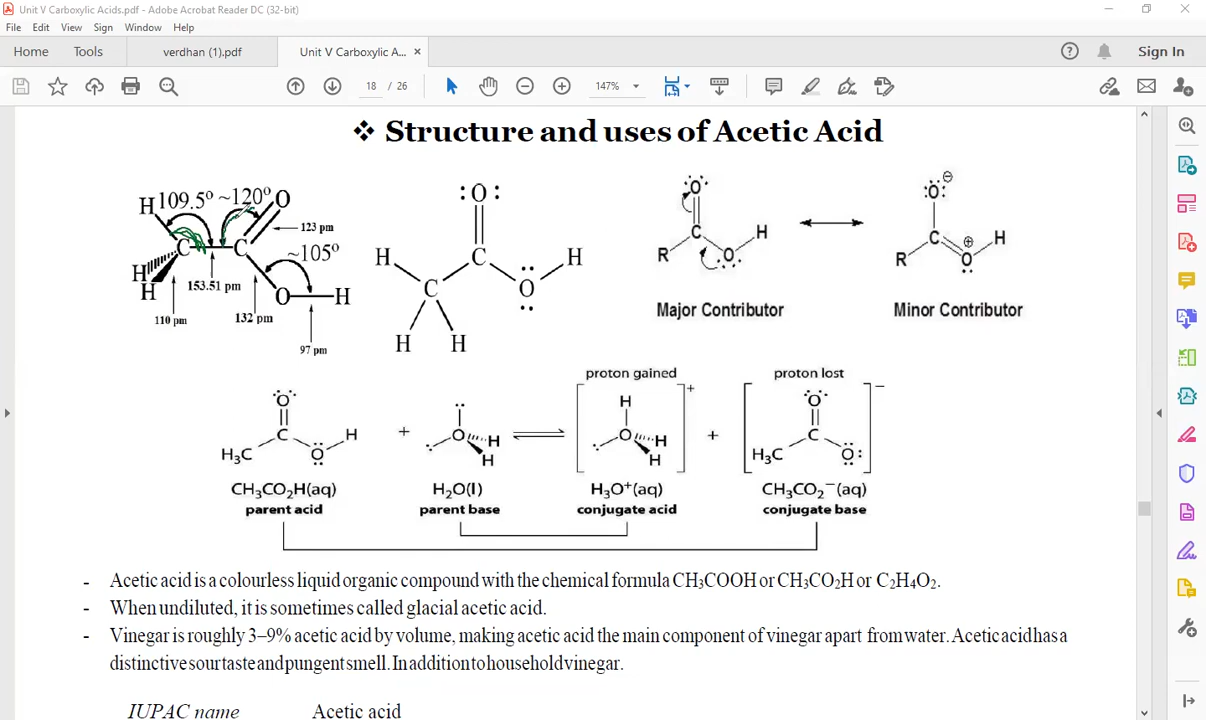 Unit V Carboxylic Acids.pdf - Adobe Acrobat Reader DC (32-bit)
File Edit View Sign Window Help
Home Tools verdhan (1).pdf Unit V Carboxylic A... × Sign In
18 / 26 147%
❖ Structure and uses of Acetic Acid
H 109.5º ~120º O
123 pm
C C
~105º
H
H
153.51 pm
O H
110 pm 132 pm
97 pm
:O:
H C H
C O
H H
O
C H
R O
Major Contributor
O ⊖
C H
R O ⊕
Minor Contributor
proton gained proton lost
O
C H
H3C O
+
O H
H
⇌
H
O H
H
+
+
O
C
H3C O:
−
CH3CO2H(aq) H2O(l) H3O+(aq) CH3CO2−(aq)
parent acid parent base conjugate acid conjugate base
- Acetic acid is a colourless liquid organic compound with the chemical formula CH3COOH or CH3CO2H or C2H4O2.
- When undiluted, it is sometimes called glacial acetic acid.
- Vinegar is roughly 3–9% acetic acid by volume, making acetic acid the main component of vinegar apart from water. Acetic acid has a
distinctive sour taste and pungent smell. In addition to household vinegar.
IUPAC name Acetic acid